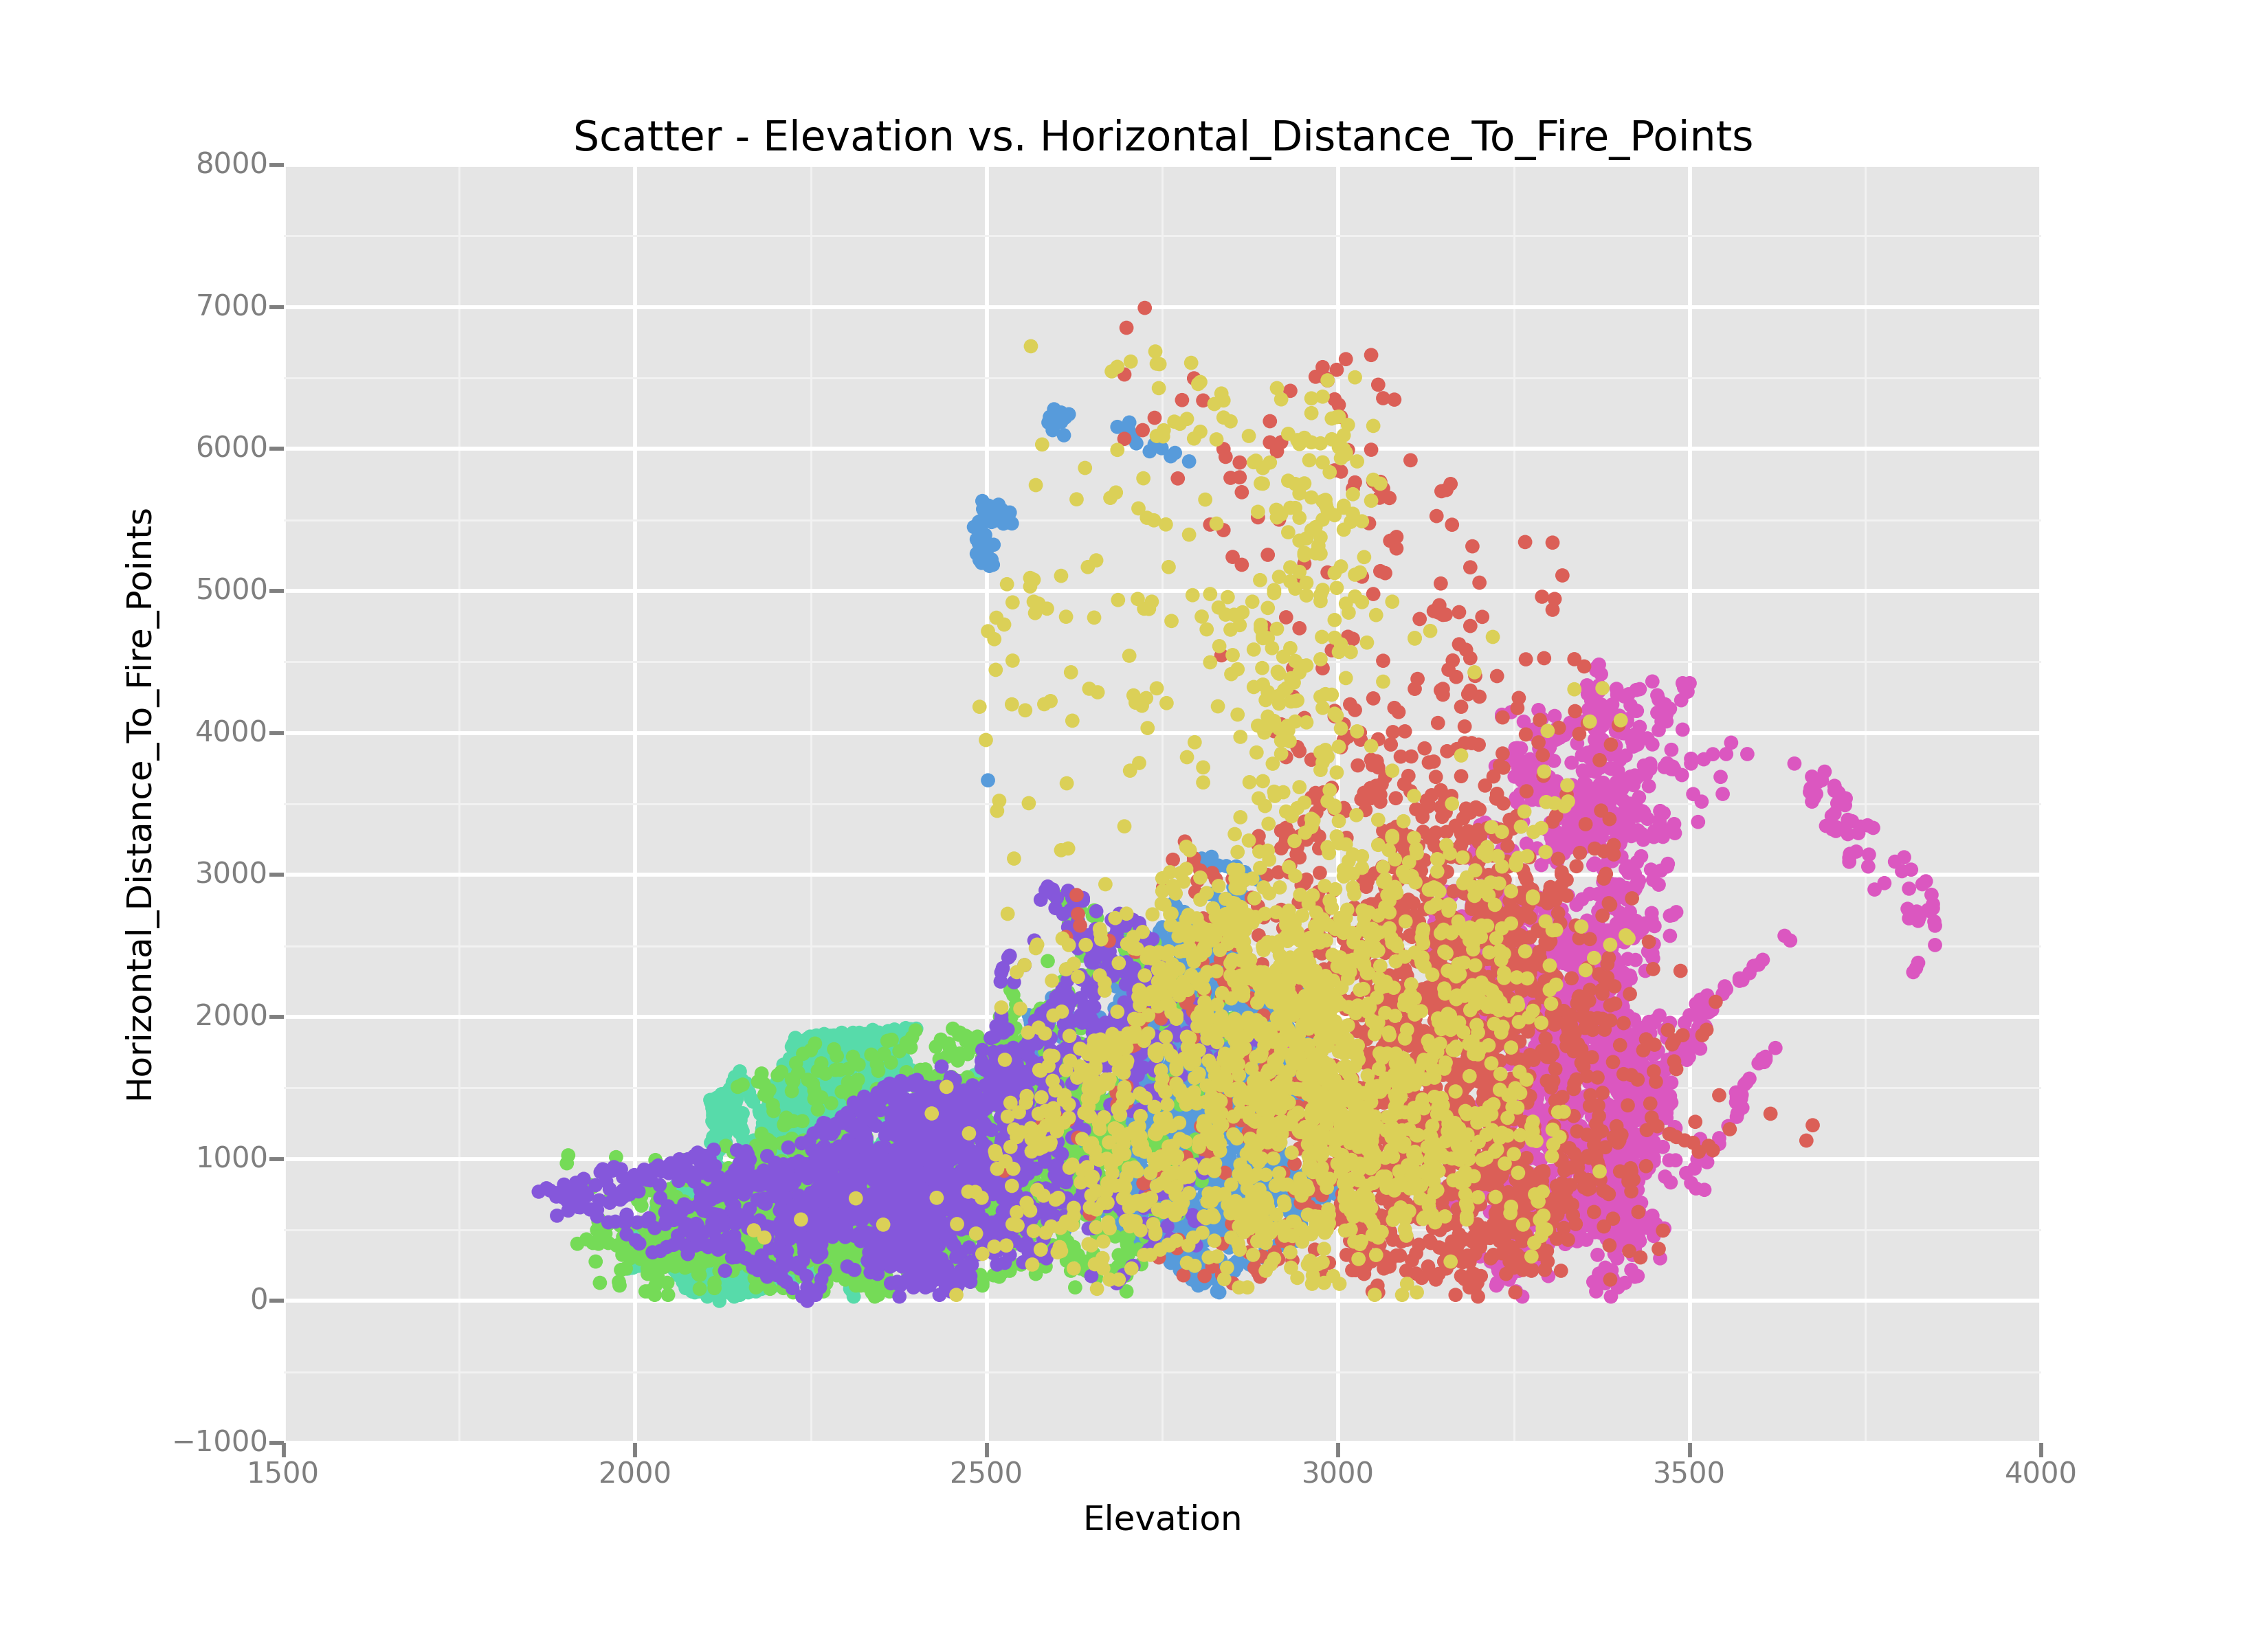 Scatter - Elevation vs. Horizontal_Distance_To_Fire_Points
8000
7000
6000
5000
4000
3000
2000
1000
0
−1000
Horizontal_Distance_To_Fire_Points
1500 2000 2500 3000 3500 4000
Elevation